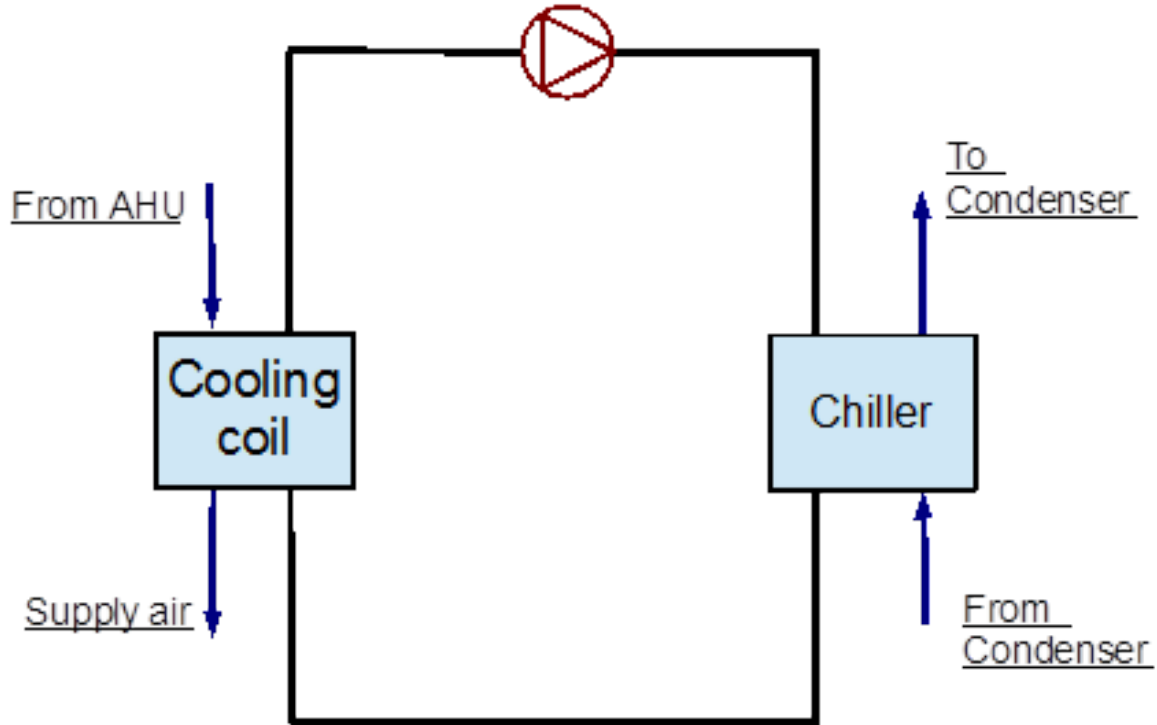 To
Condenser
From AHU
Cooling
coil
Chiller
Supply air
From
Condenser